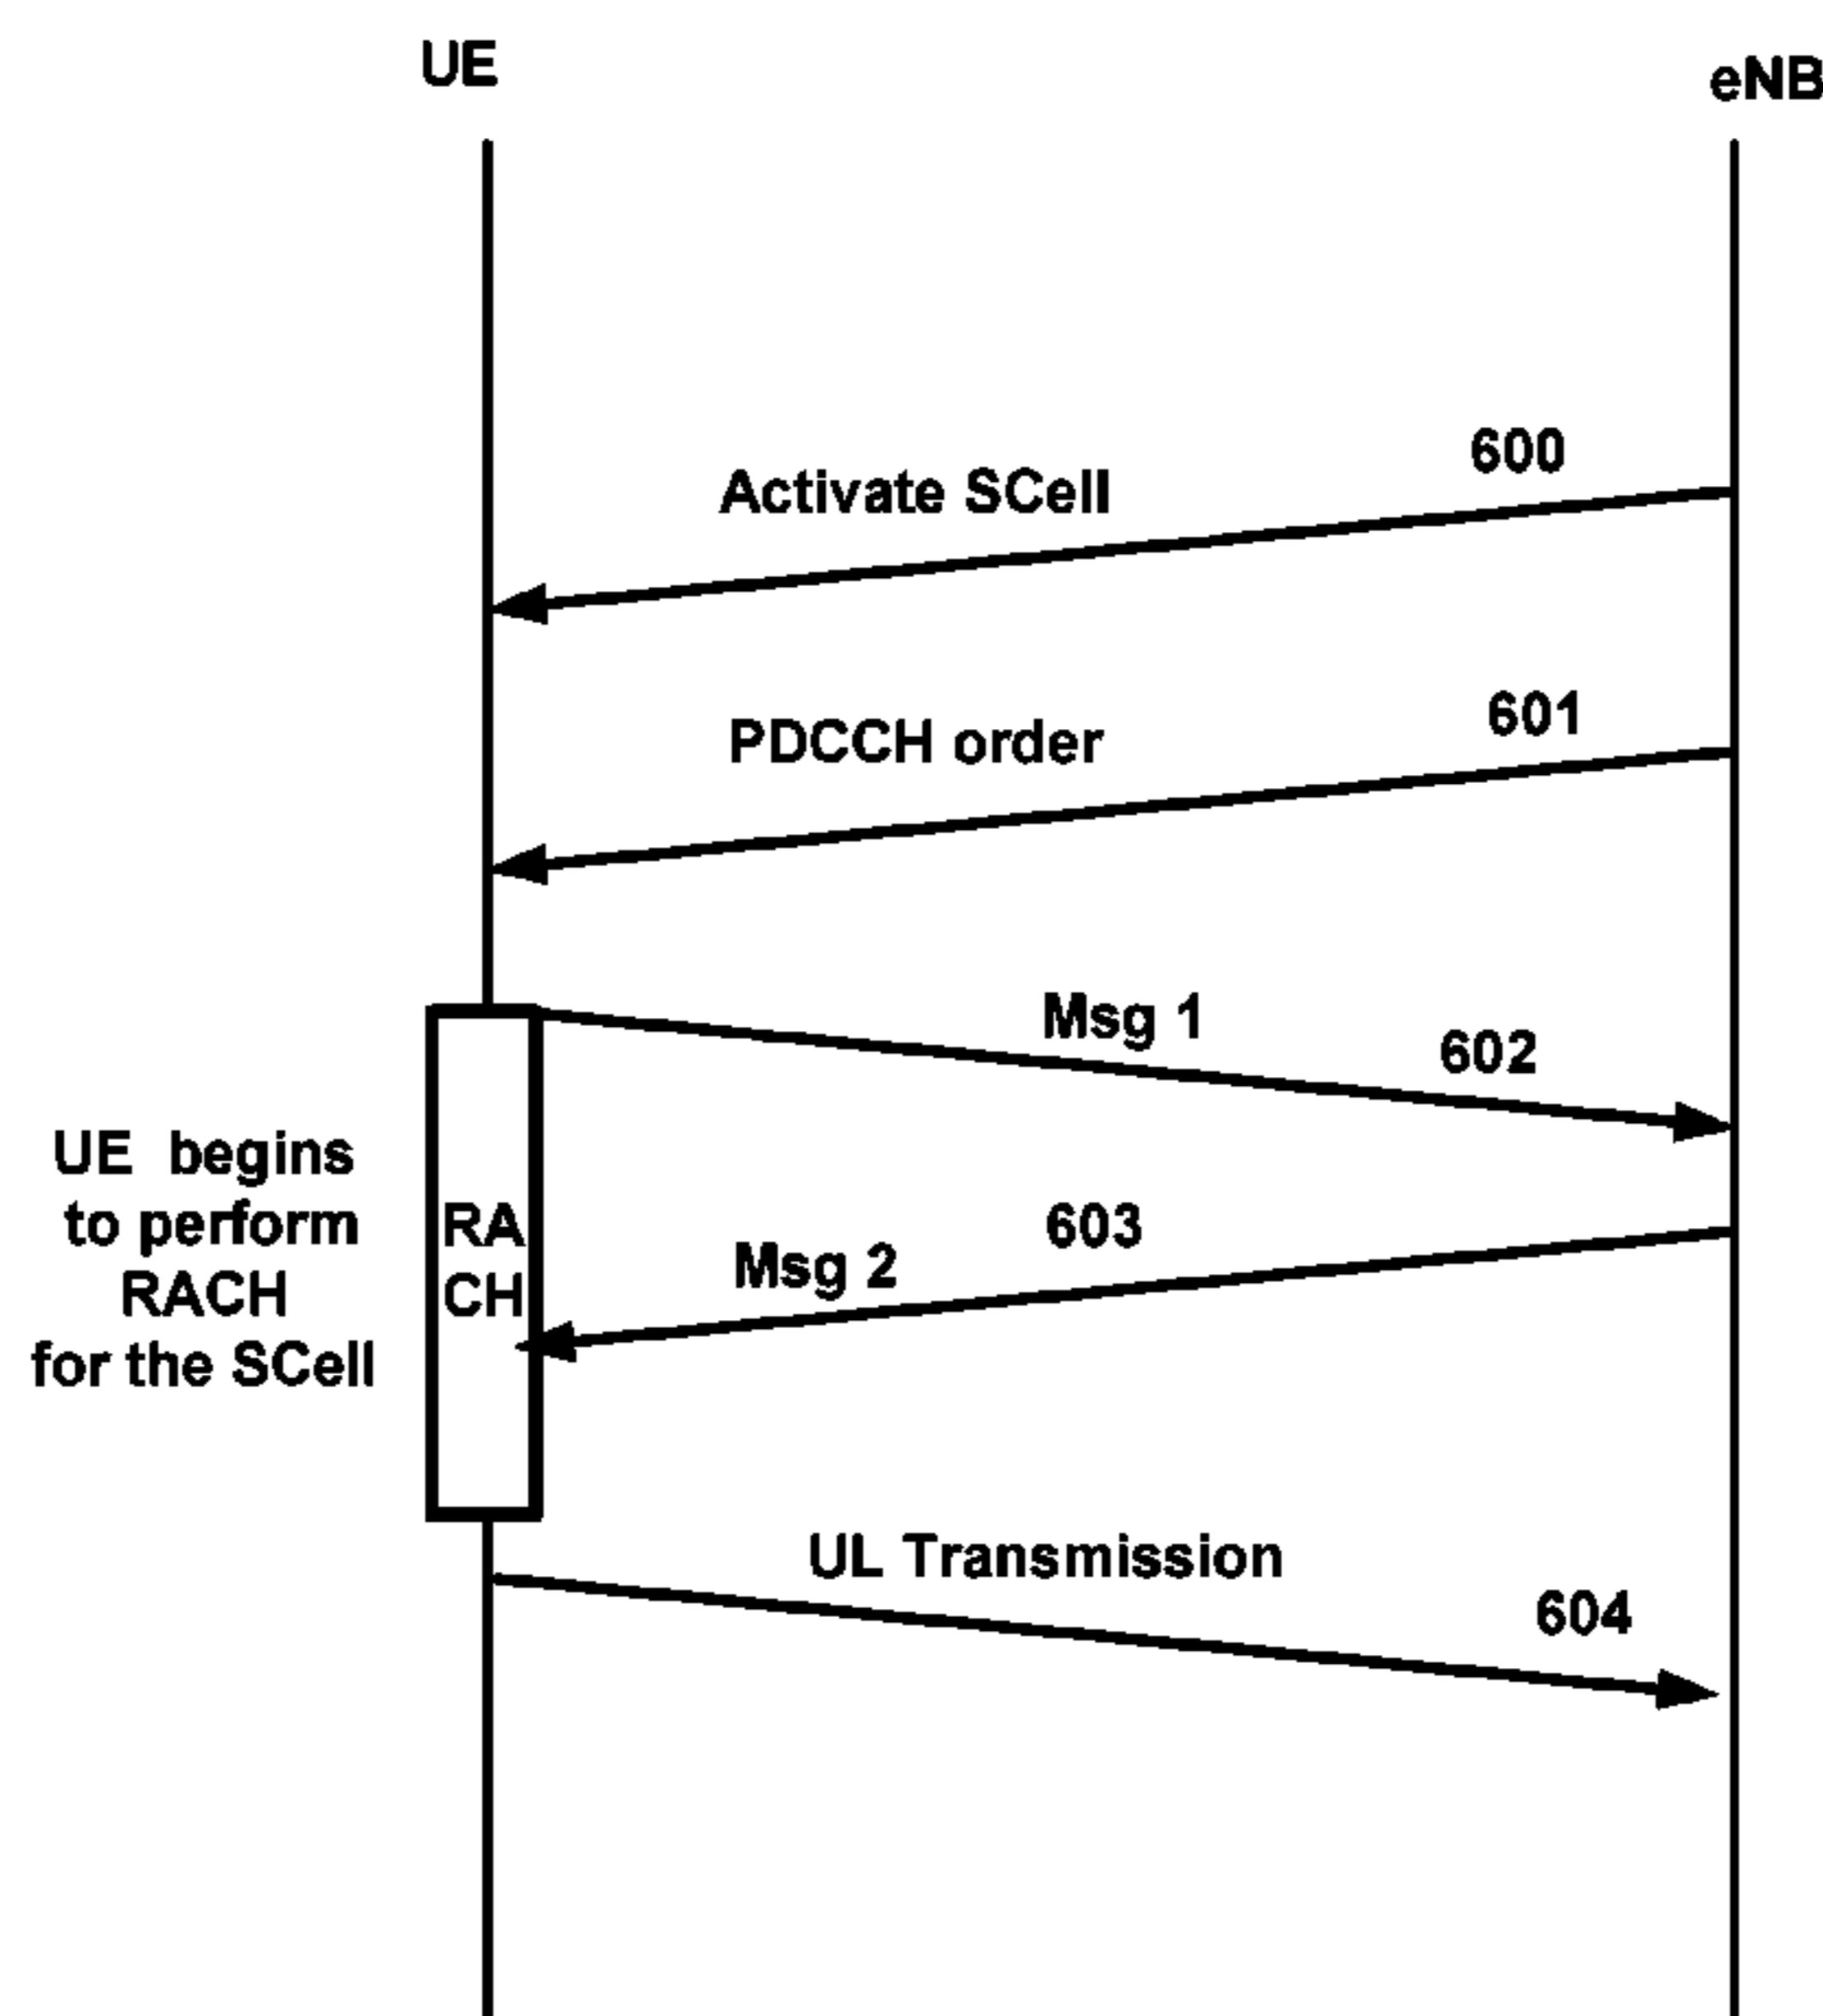 UE
eNB
600
Activate SCell
601
PDCCH order
Msg 1
602
UE begins
to perform
RACH
for the SCell
RA
CH
603
Msg 2
UL Transmission
604